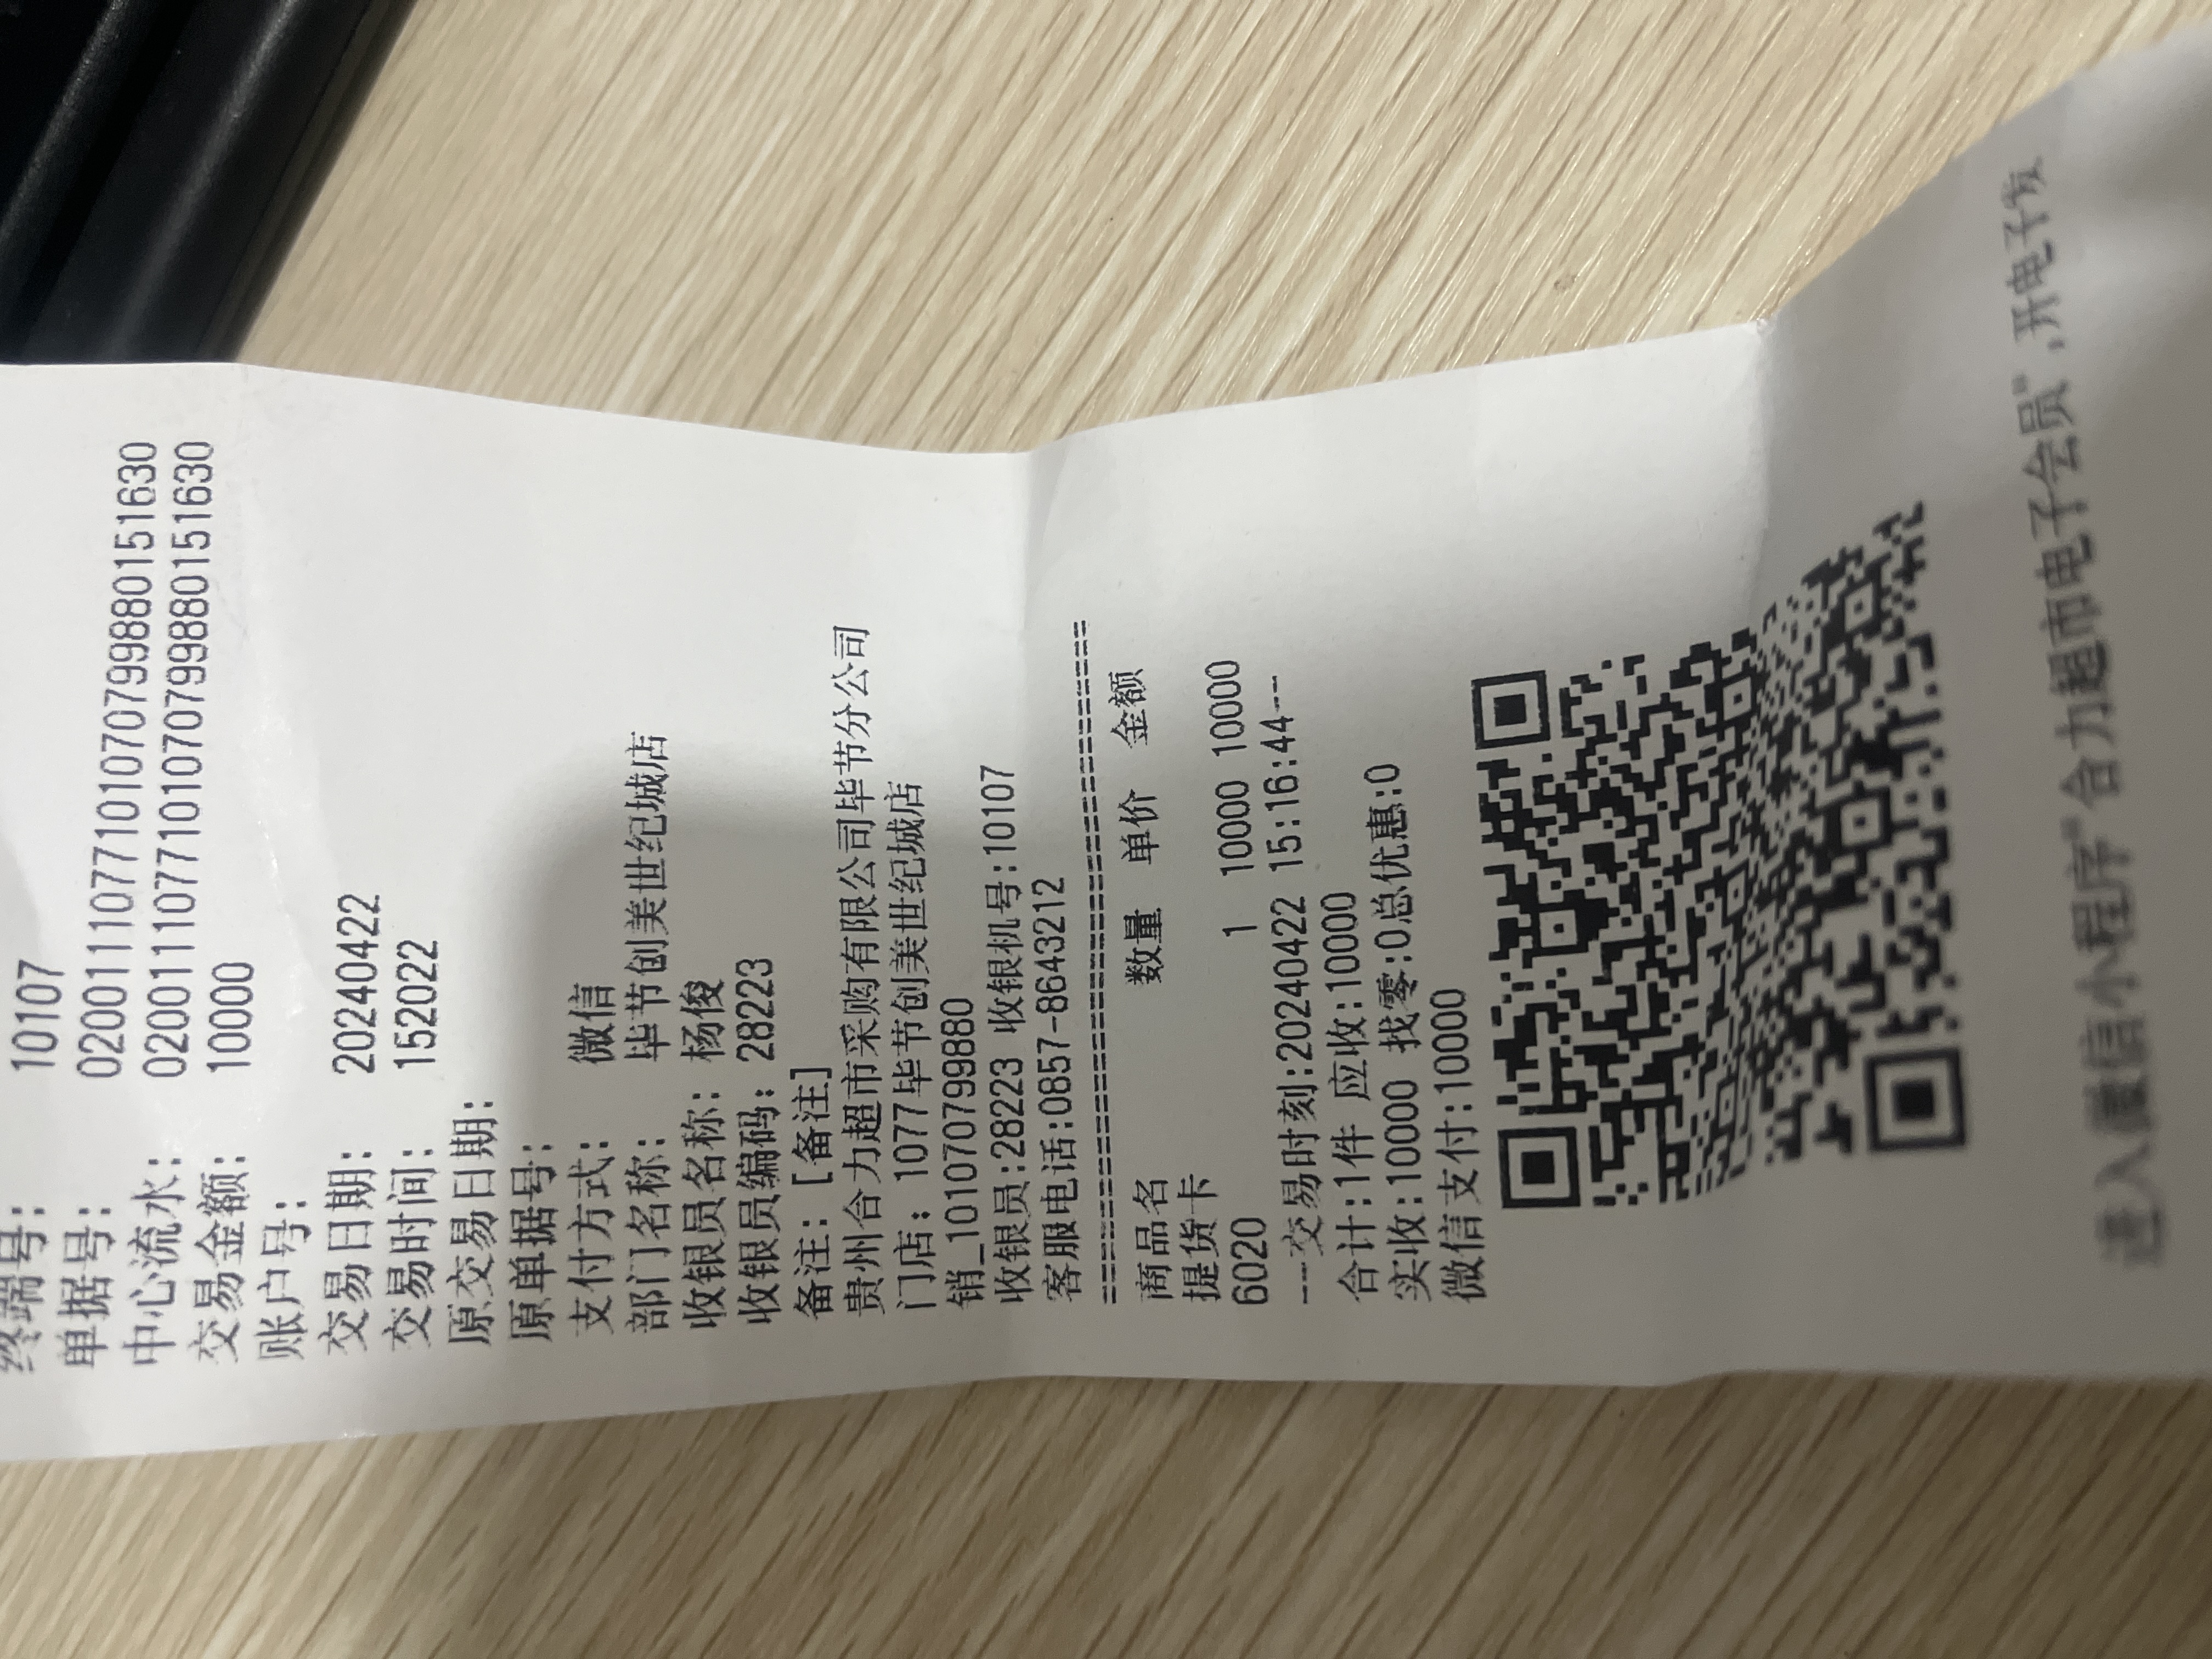 终端号: 10107
单据号: 0200111077101070799880151630
中心流水: 0200111077101070799880151630
交易金额: 10000
账户号:
交易日期: 20240422
交易时间: 152022
原交易日期:
原单据号:
支付方式: 微信
部门名称: 毕节创美世纪城店
收银员名称: 杨俊
收银员编码: 28223
备注: [备注]
贵州合力超市采购有限公司毕节分公司
门店: 1077毕节创美世纪城店
销_1010707999880
收银员:28223 收银机号:10107
客服电话:0857-8643212
商品名 数量 单价 金额
提货卡
6020 1 10000 10000
---交易时刻:20240422 15:16:44--
合计:1件 应收:10000
实收:10000 找零:0总优惠:0
微信支付:10000
进入微信小程序"合力超市电子会员",开电子发